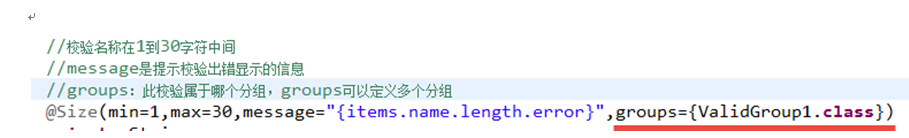 //校验名称在1到30字符中间
//message是提示校验出错显示的信息
//groups：此校验属于哪个分组，groups可以定义多个分组
@Size(min=1,max=30,message="{items.name.length.error}",groups={ValidGroup1.class})